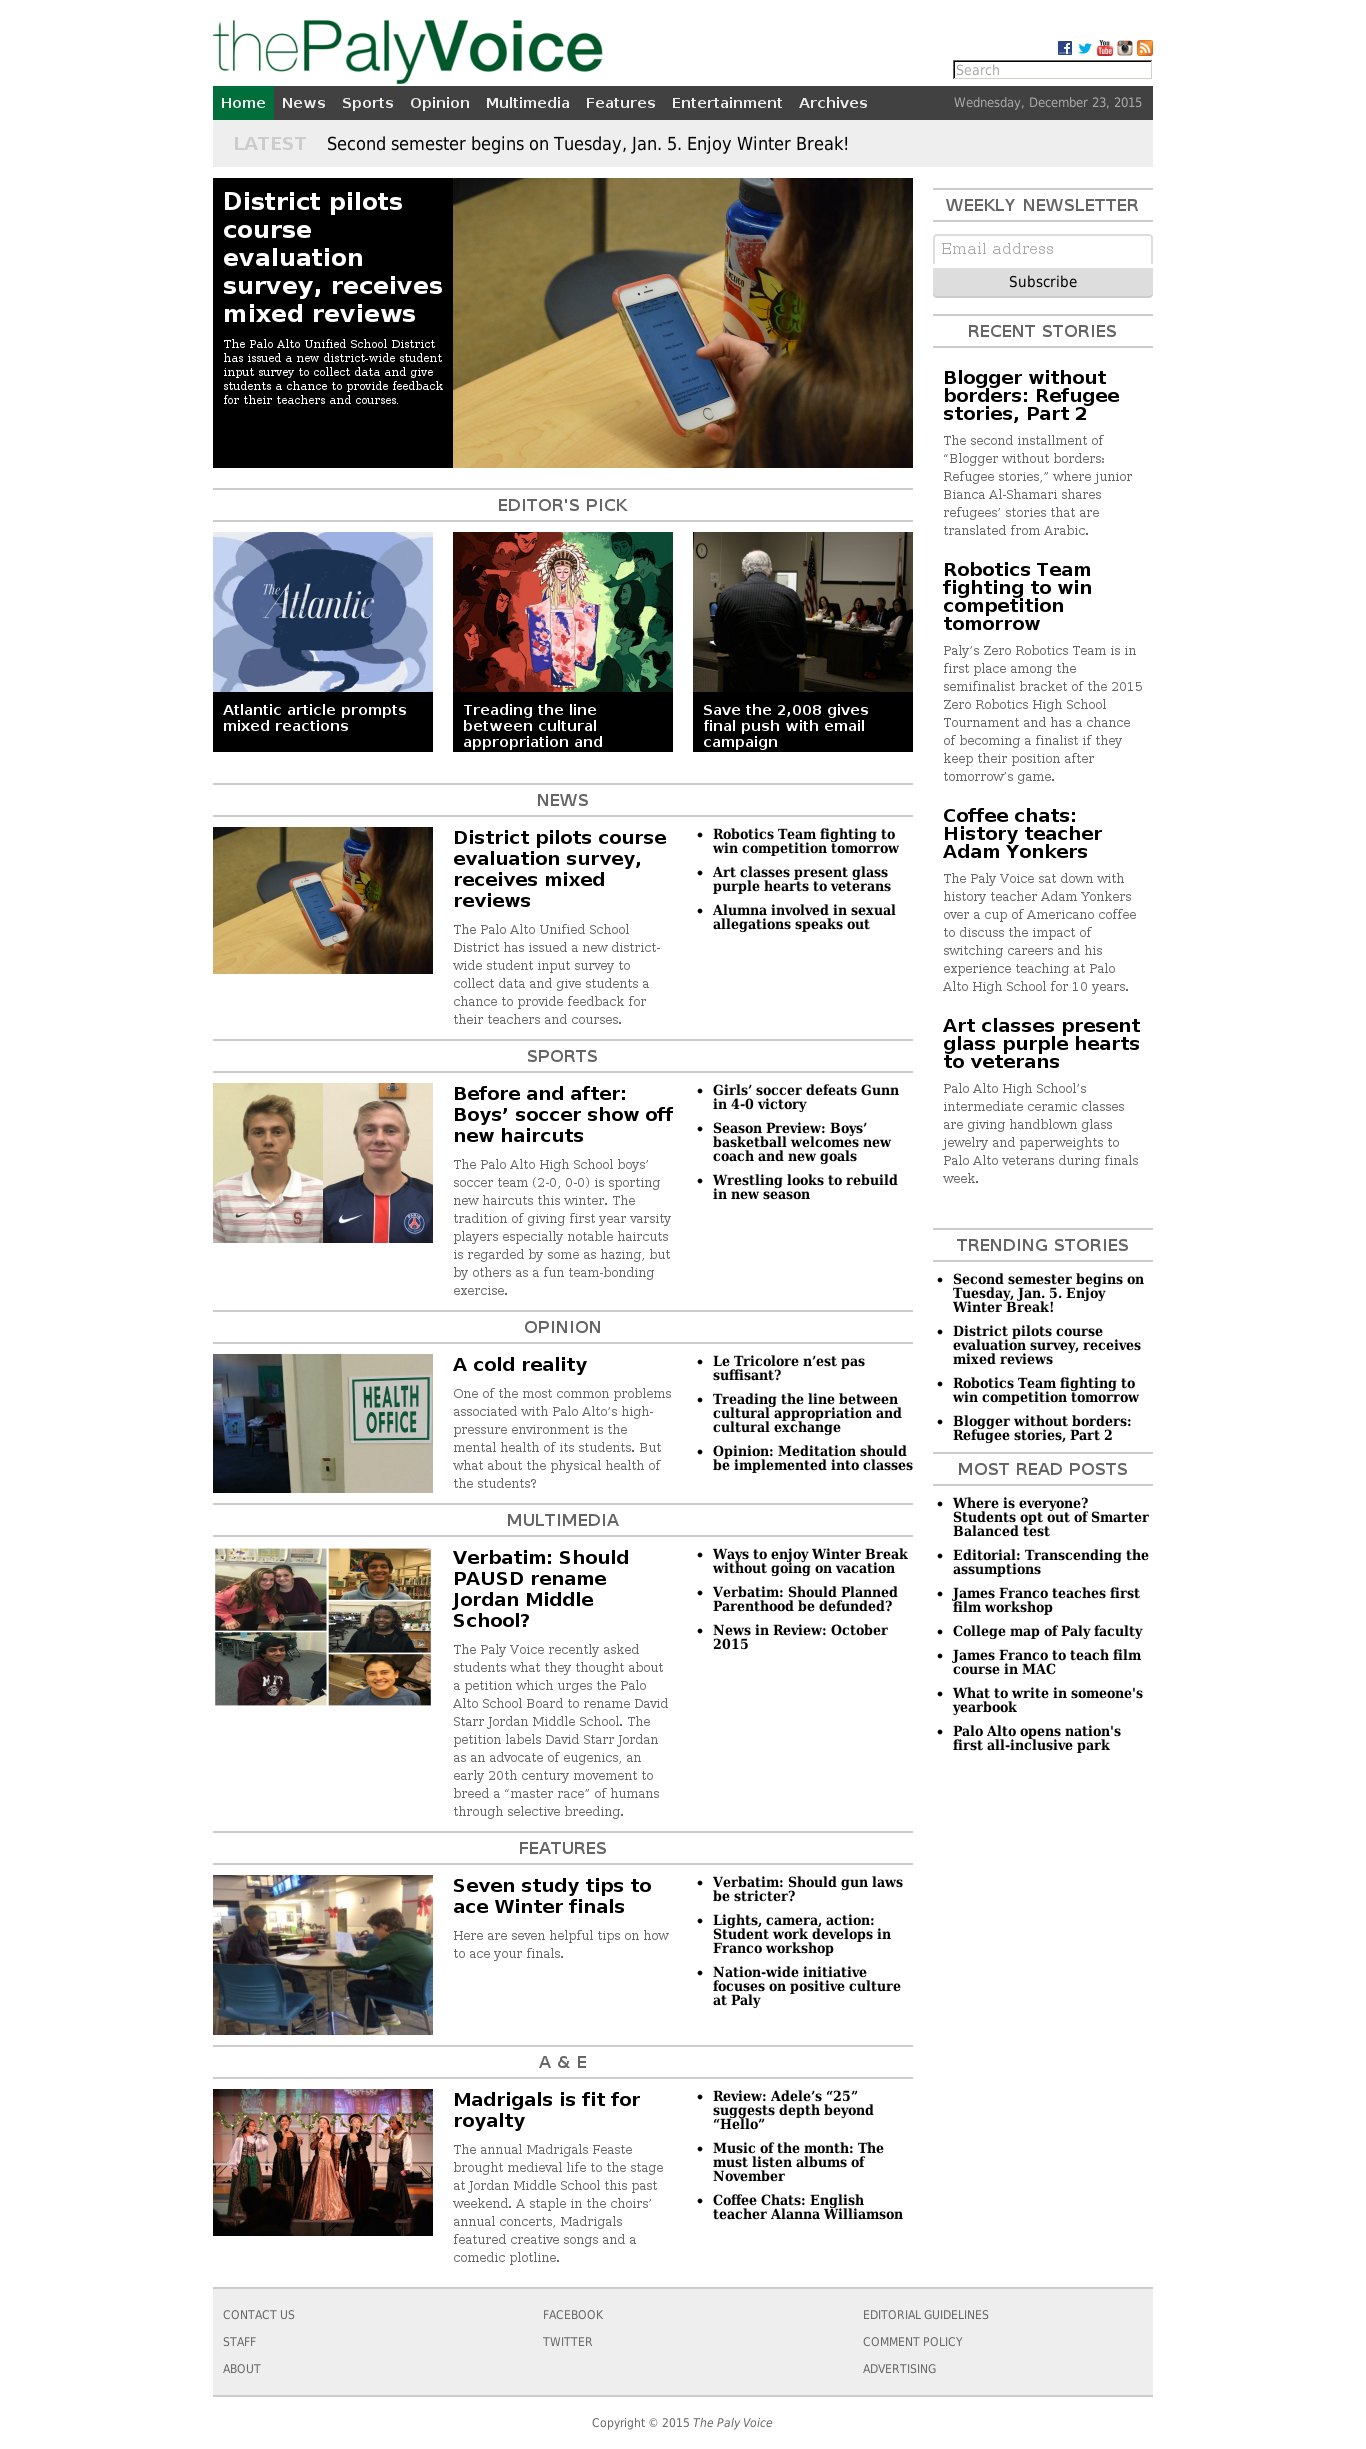 thePalyVoice
Search
Home News Sports Opinion Multimedia Features Entertainment Archives
Wednesday, December 23, 2015
LATEST Second semester begins on Tuesday, Jan. 5. Enjoy Winter Break!
District pilots
course
evaluation
survey, receives
mixed reviews
The Palo Alto Unified School District
has issued a new district-wide student
input survey to collect data and give
students a chance to provide feedback
for their teachers and courses.
EDITOR'S PICK
The Atlantic
Atlantic article prompts
mixed reactions
Treading the line
between cultural
appropriation and
Save the 2,008 gives
final push with email
campaign
NEWS
District pilots course
evaluation survey,
receives mixed
reviews
The Palo Alto Unified School
District has issued a new district-
wide student input survey to
collect data and give students a
chance to provide feedback for
their teachers and courses.
• Robotics Team fighting to
win competition tomorrow
• Art classes present glass
purple hearts to veterans
• Alumna involved in sexual
allegations speaks out
SPORTS
Before and after:
Boys’ soccer show off
new haircuts
The Palo Alto High School boys’
soccer team (2-0, 0-0) is sporting
new haircuts this winter. The
tradition of giving first year varsity
players especially notable haircuts
is regarded by some as hazing, but
by others as a fun team-bonding
exercise.
• Girls’ soccer defeats Gunn
in 4-0 victory
• Season Preview: Boys’
basketball welcomes new
coach and new goals
• Wrestling looks to rebuild
in new season
OPINION
HEALTH
OFFICE
A cold reality
One of the most common problems
associated with Palo Alto’s high-
pressure environment is the
mental health of its students. But
what about the physical health of
the students?
• Le Tricolore n’est pas
suffisant?
• Treading the line between
cultural appropriation and
cultural exchange
• Opinion: Meditation should
be implemented into classes
MULTIMEDIA
Verbatim: Should
PAUSD rename
Jordan Middle
School?
The Paly Voice recently asked
students what they thought about
a petition which urges the Palo
Alto School Board to rename David
Starr Jordan Middle School. The
petition labels David Starr Jordan
as an advocate of eugenics, an
early 20th century movement to
breed a “master race” of humans
through selective breeding.
• Ways to enjoy Winter Break
without going on vacation
• Verbatim: Should Planned
Parenthood be defunded?
• News in Review: October
2015
FEATURES
Seven study tips to
ace Winter finals
Here are seven helpful tips on how
to ace your finals.
• Verbatim: Should gun laws
be stricter?
• Lights, camera, action:
Student work develops in
Franco workshop
• Nation-wide initiative
focuses on positive culture
at Paly
A & E
Madrigals is fit for
royalty
The annual Madrigals Feaste
brought medieval life to the stage
at Jordan Middle School this past
weekend. A staple in the choirs’
annual concerts, Madrigals
featured creative songs and a
comedic plotline.
• Review: Adele’s “25”
suggests depth beyond
“Hello”
• Music of the month: The
must listen albums of
November
• Coffee Chats: English
teacher Alanna Williamson
WEEKLY NEWSLETTER
Email address
Subscribe
RECENT STORIES
Blogger without
borders: Refugee
stories, Part 2
The second installment of
“Blogger without borders:
Refugee stories,” where junior
Bianca Al-Shamari shares
refugees’ stories that are
translated from Arabic.
Robotics Team
fighting to win
competition
tomorrow
Paly’s Zero Robotics Team is in
first place among the
semifinalist bracket of the 2015
Zero Robotics High School
Tournament and has a chance
of becoming a finalist if they
keep their position after
tomorrow’s game.
Coffee chats:
History teacher
Adam Yonkers
The Paly Voice sat down with
history teacher Adam Yonkers
over a cup of Americano coffee
to discuss the impact of
switching careers and his
experience teaching at Palo
Alto High School for 10 years.
Art classes present
glass purple hearts
to veterans
Palo Alto High School’s
intermediate ceramic classes
are giving handblown glass
jewelry and paperweights to
Palo Alto veterans during finals
week.
TRENDING STORIES
• Second semester begins on
Tuesday, Jan. 5. Enjoy
Winter Break!
• District pilots course
evaluation survey, receives
mixed reviews
• Robotics Team fighting to
win competition tomorrow
• Blogger without borders:
Refugee stories, Part 2
MOST READ POSTS
• Where is everyone?
Students opt out of Smarter
Balanced test
• Editorial: Transcending the
assumptions
• James Franco teaches first
film workshop
• College map of Paly faculty
• James Franco to teach film
course in MAC
• What to write in someone's
yearbook
• Palo Alto opens nation's
first all-inclusive park
CONTACT US
STAFF
ABOUT
FACEBOOK
TWITTER
EDITORIAL GUIDELINES
COMMENT POLICY
ADVERTISING
Copyright © 2015 The Paly Voice